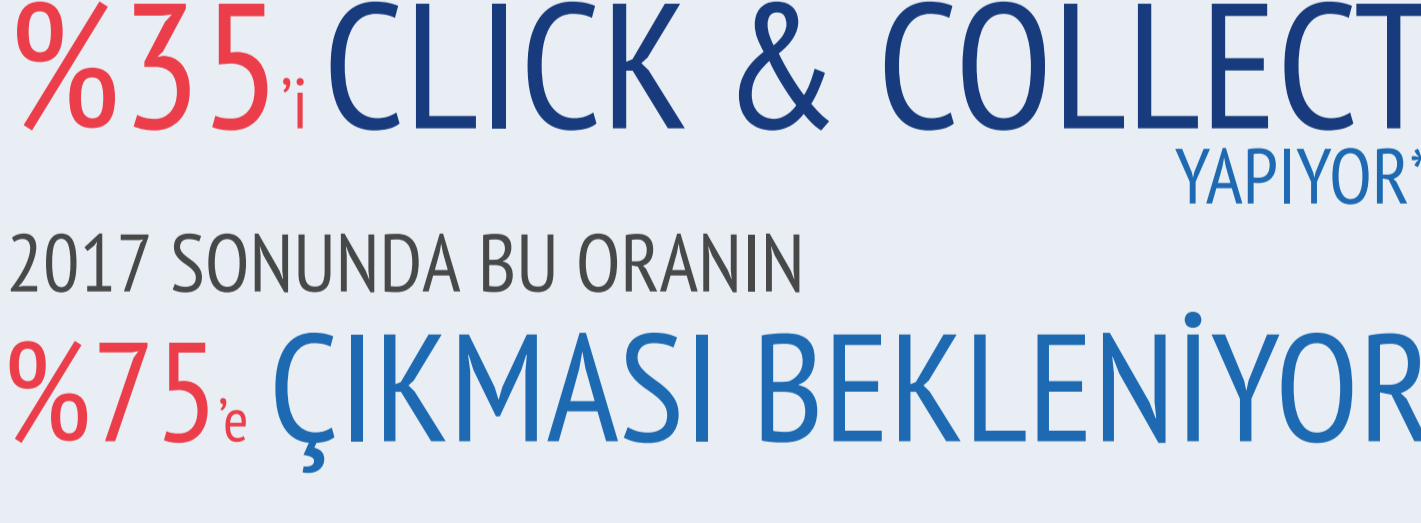 %35'i CLICK & COLLECT
YAPIYOR*
2017 SONUNDA BU ORANIN
%75'e ÇIKMASI BEKLENİYOR